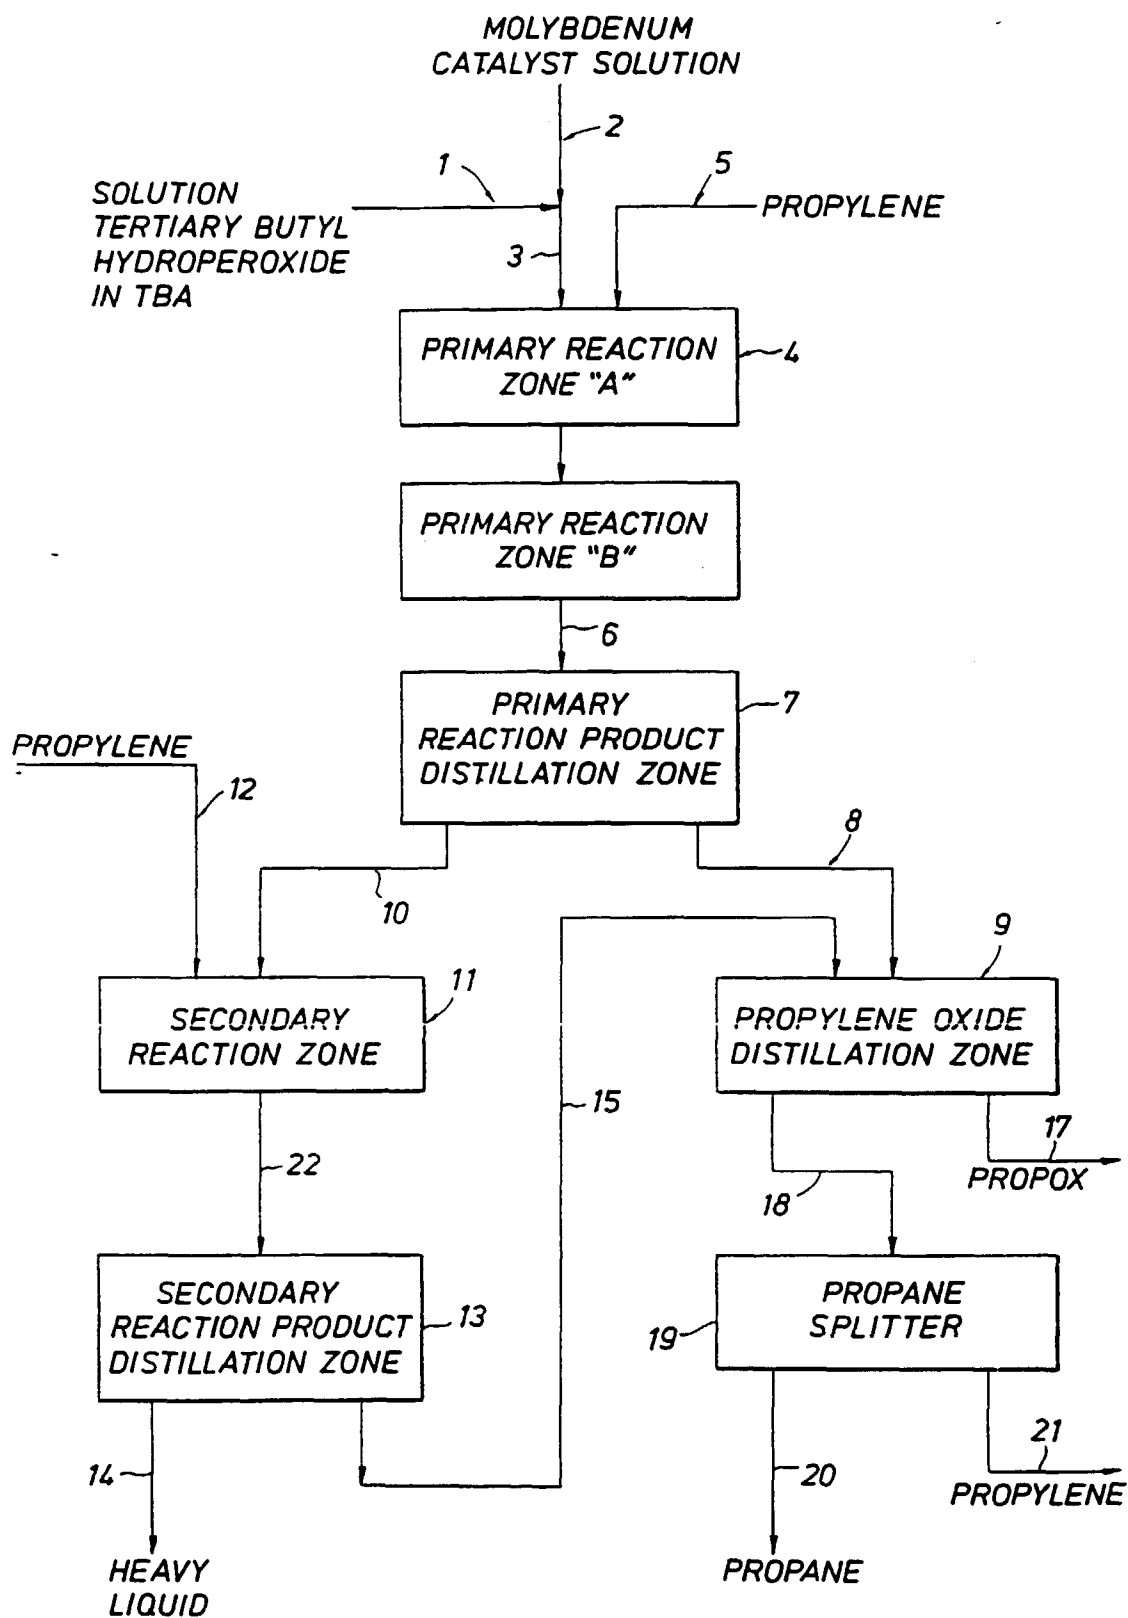 MOLYBDENUM
CATALYST SOLUTION
2
1
5
SOLUTION
TERTIARY BUTYL
HYDROPEROXIDE
IN TBA
PROPYLENE
3
PRIMARY REACTION
ZONE "A"
4
PRIMARY REACTION
ZONE "B"
6
PRIMARY
REACTION PRODUCT
DISTILLATION ZONE
7
PROPYLENE
12
8
10
9
11
SECONDARY
REACTION ZONE
PROPYLENE OXIDE
DISTILLATION ZONE
15
17
PROPOX
22
18
SECONDARY
REACTION PRODUCT
DISTILLATION ZONE
13
PROPANE
SPLITTER
19
14
20
21
PROPYLENE
HEAVY
LIQUID
PROPANE